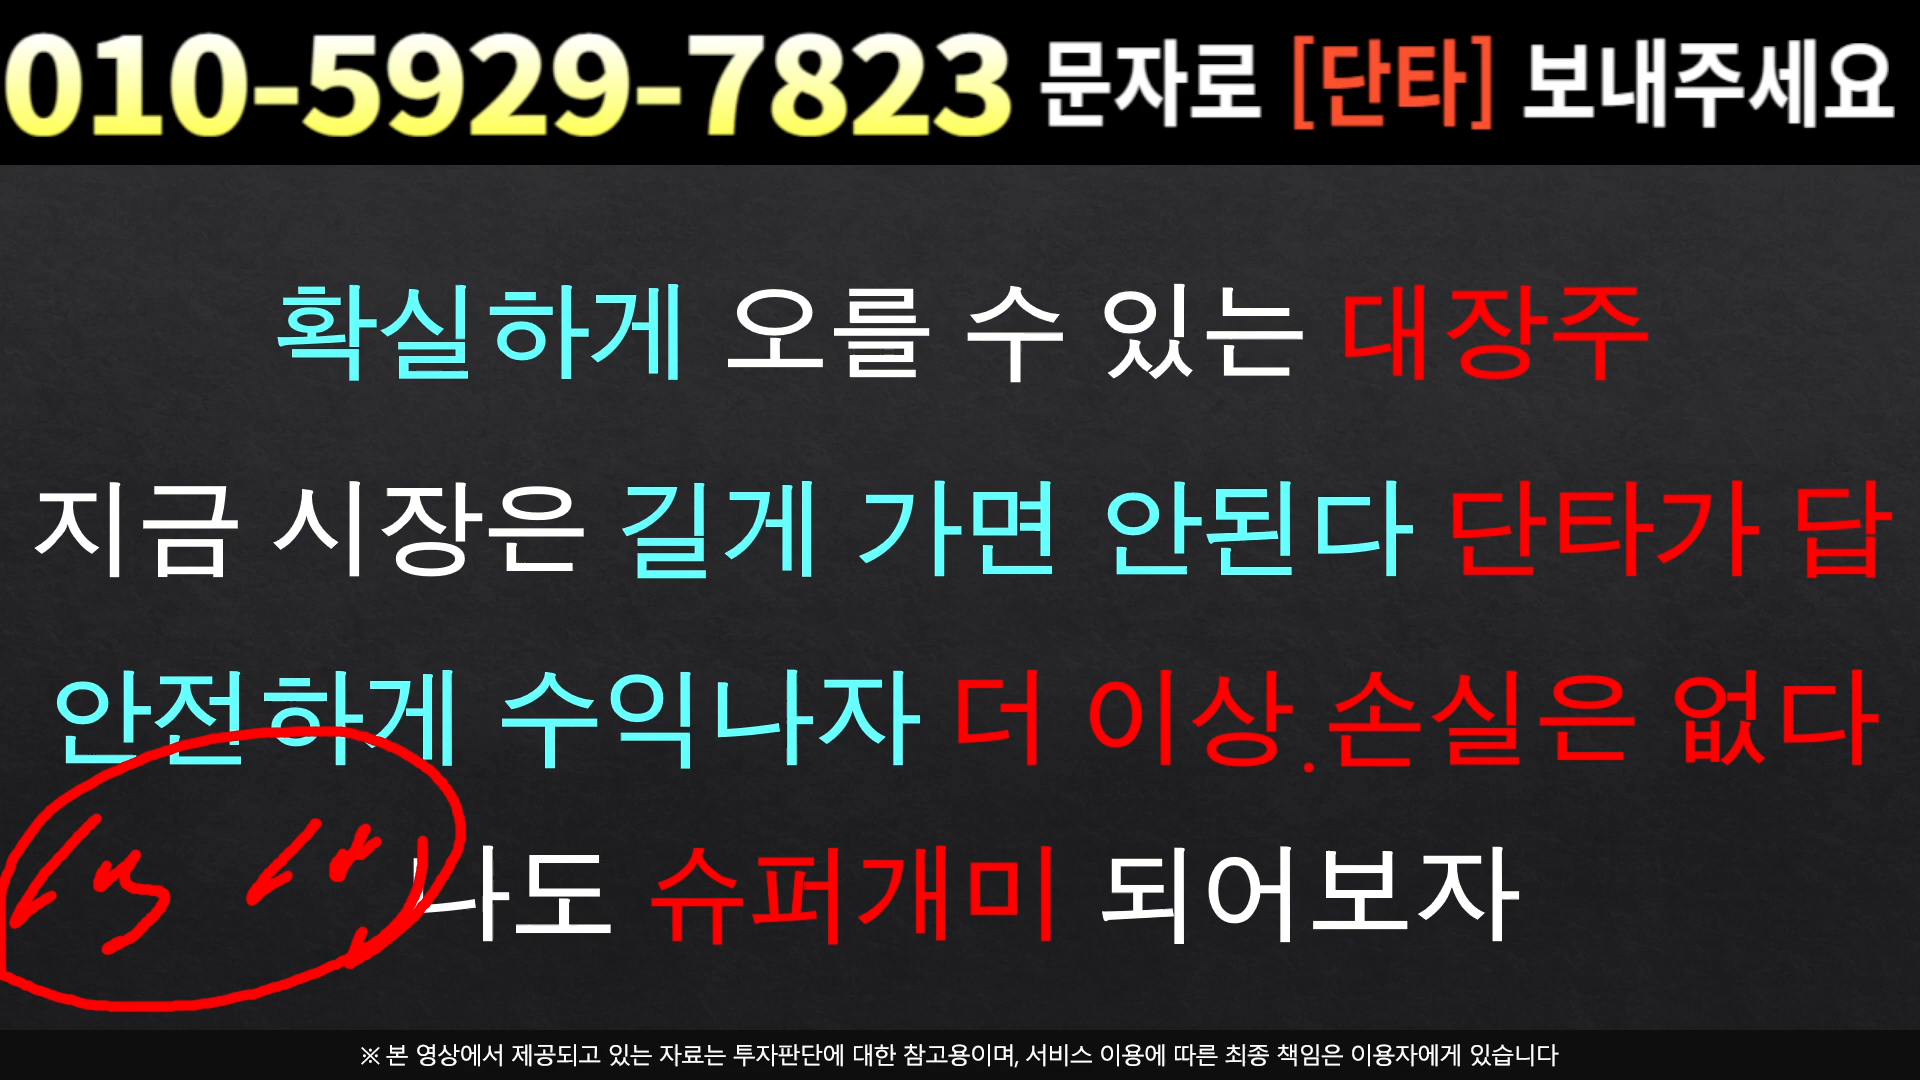 010-5929-7823 문자로 [단타] 보내주세요
확실하게 오를 수 있는 대장주
지금 시장은 길게 가면 안된다 단타가 답
안전하게 수익나자 더 이상 손실은 없다
나도 슈퍼개미 되어보자
※ 본 영상에서 제공되고 있는 자료는 투자판단에 대한 참고용이며, 서비스 이용에 따른 최종 책임은 이용자에게 있습니다